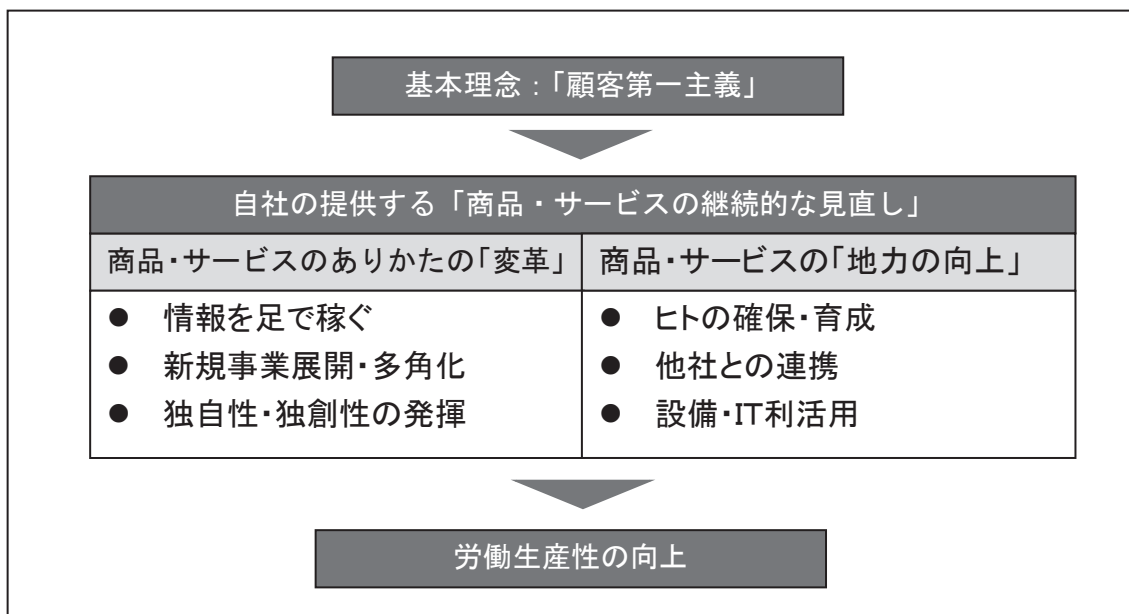 基本理念：「顧客第一主義」
自社の提供する「商品・サービスの継続的な見直し」
商品・サービスのありかたの「変革」
● 情報を足で稼ぐ
● 新規事業展開・多角化
● 独自性・独創性の発揮
商品・サービスの「地力の向上」
● ヒトの確保・育成
● 他社との連携
● 設備・IT利活用
労働生産性の向上